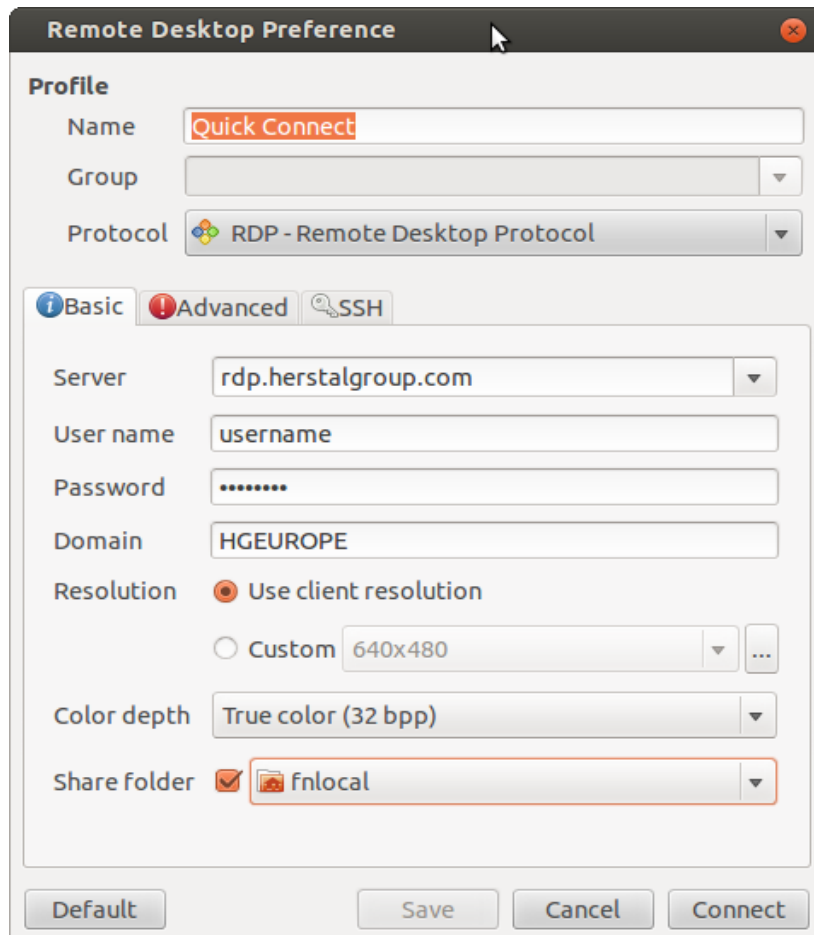 Remote Desktop Preference
Profile
Name Quick Connect
Group
Protocol RDP - Remote Desktop Protocol
Basic Advanced SSH
Server rdp.herstalgroup.com
User name username
Password ••••••••
Domain HGEUROPE
Resolution Use client resolution
Custom 640x480 ...
Color depth True color (32 bpp)
Share folder fnlocal
Default Save Cancel Connect